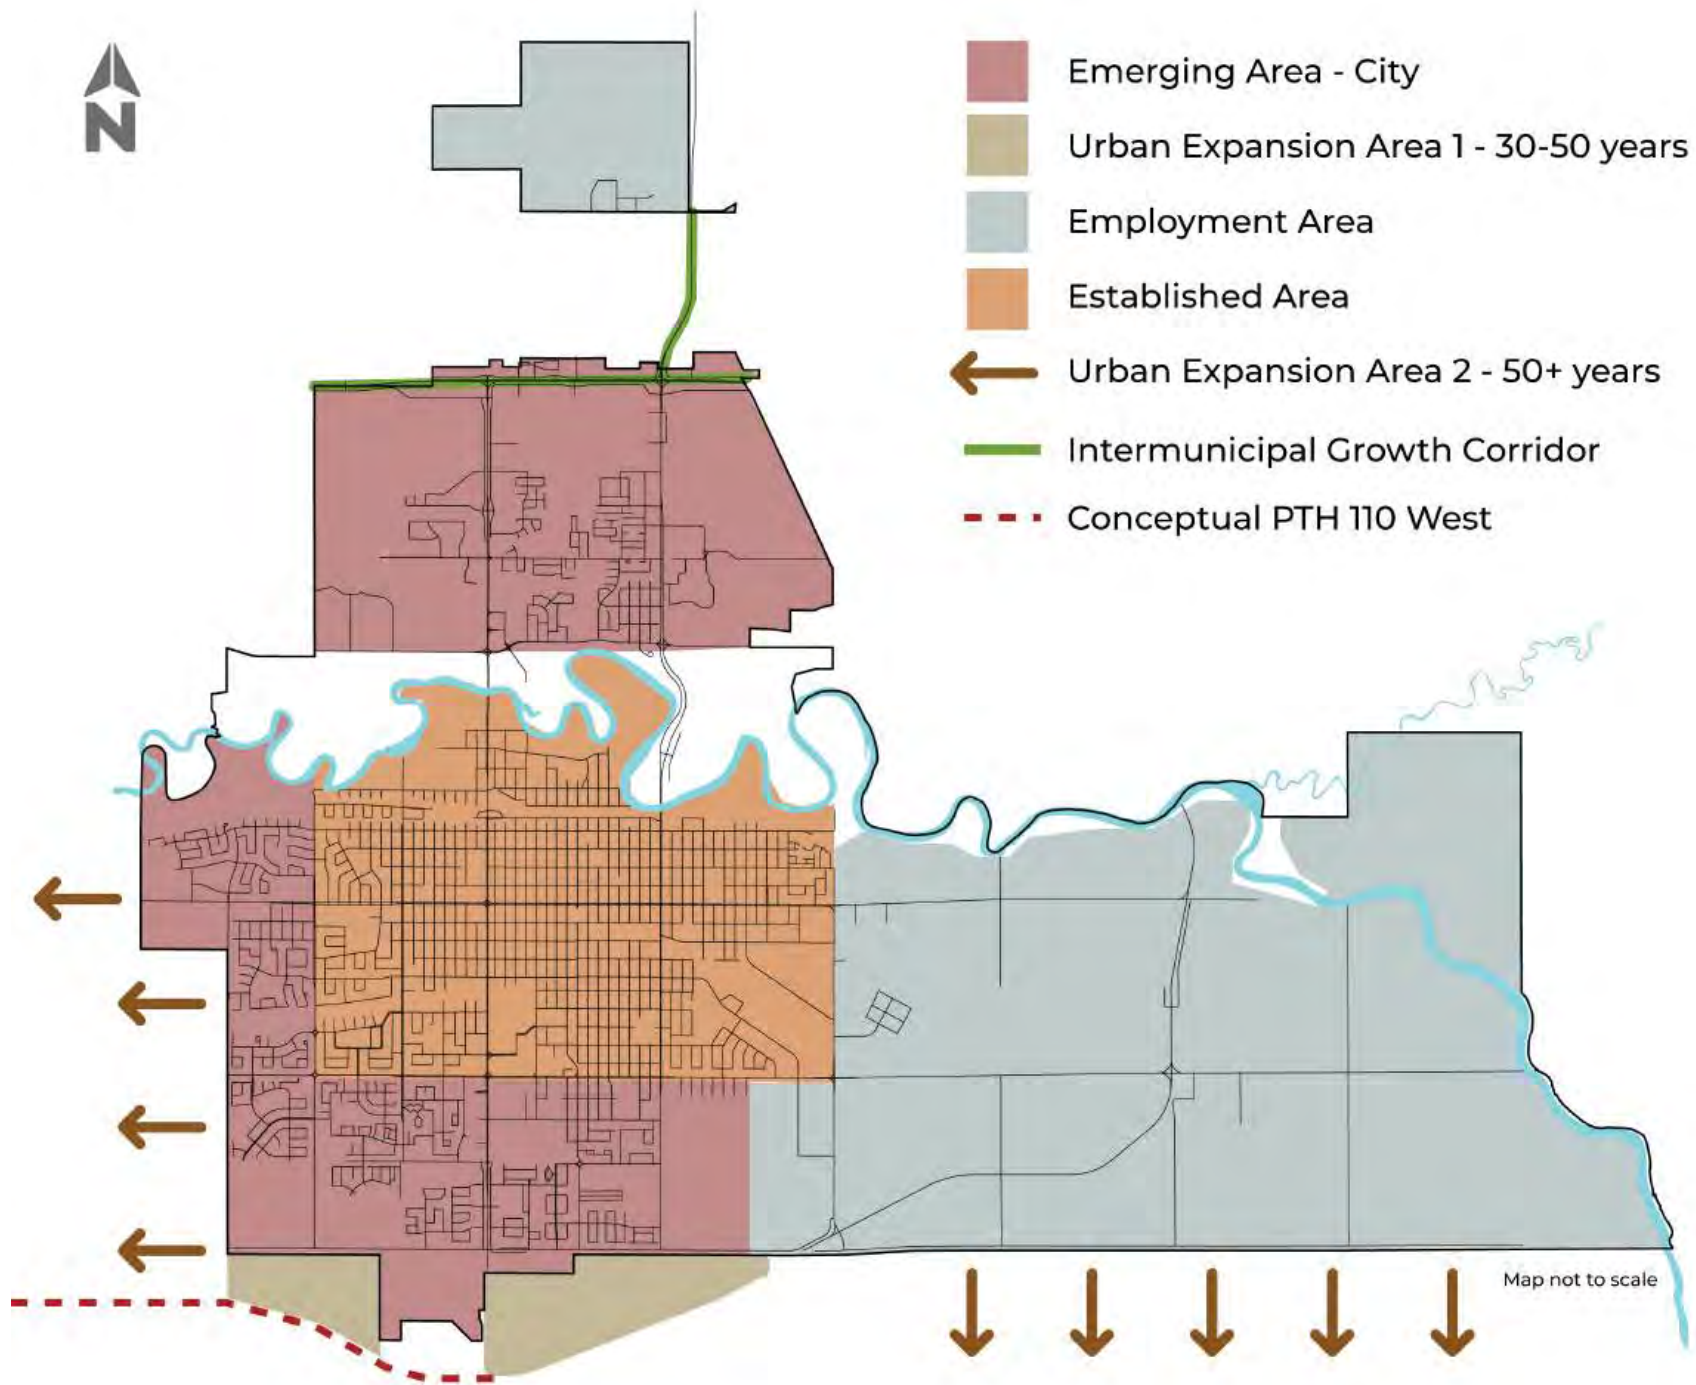 N
Emerging Area - City
Urban Expansion Area 1 - 30-50 years
Employment Area
Established Area
Urban Expansion Area 2 - 50+ years
Intermunicipal Growth Corridor
Conceptual PTH 110 West
Map not to scale